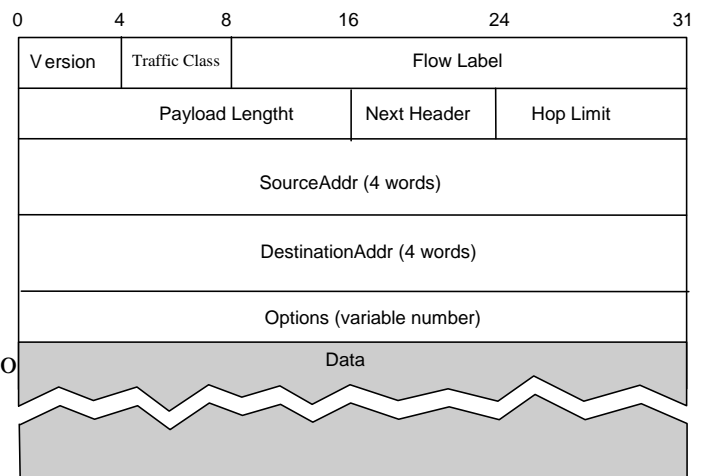 0 4 8 16 24 31
Version Traffic Class Flow Label
Payload Lengtht Next Header Hop Limit
SourceAddr (4 words)
DestinationAddr (4 words)
Options (variable number)
O Data